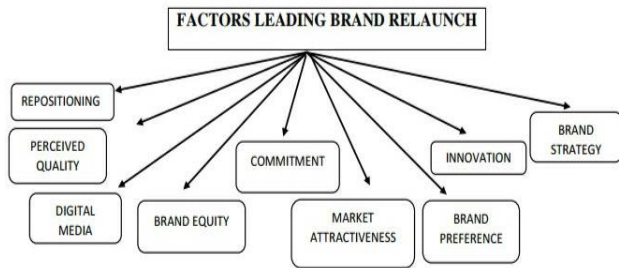 FACTORS LEADING BRAND RELAUNCH
REPOSITIONING
PERCEIVED
QUALITY
DIGITAL
MEDIA
BRAND EQUITY
COMMITMENT
MARKET
ATTRACTIVENESS
BRAND
PREFERENCE
INNOVATION
BRAND
STRATEGY